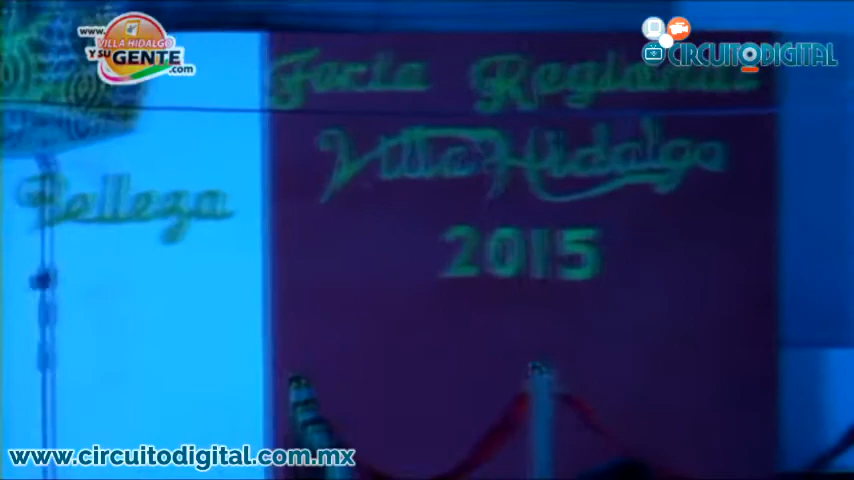 www.
VILLA HIDALGO
Y SU GENTE
.com
CIRCUITODIGITAL
Feria Regional
Villa Hidalgo
Belleza
2015
www.circuitodigital.com.mx